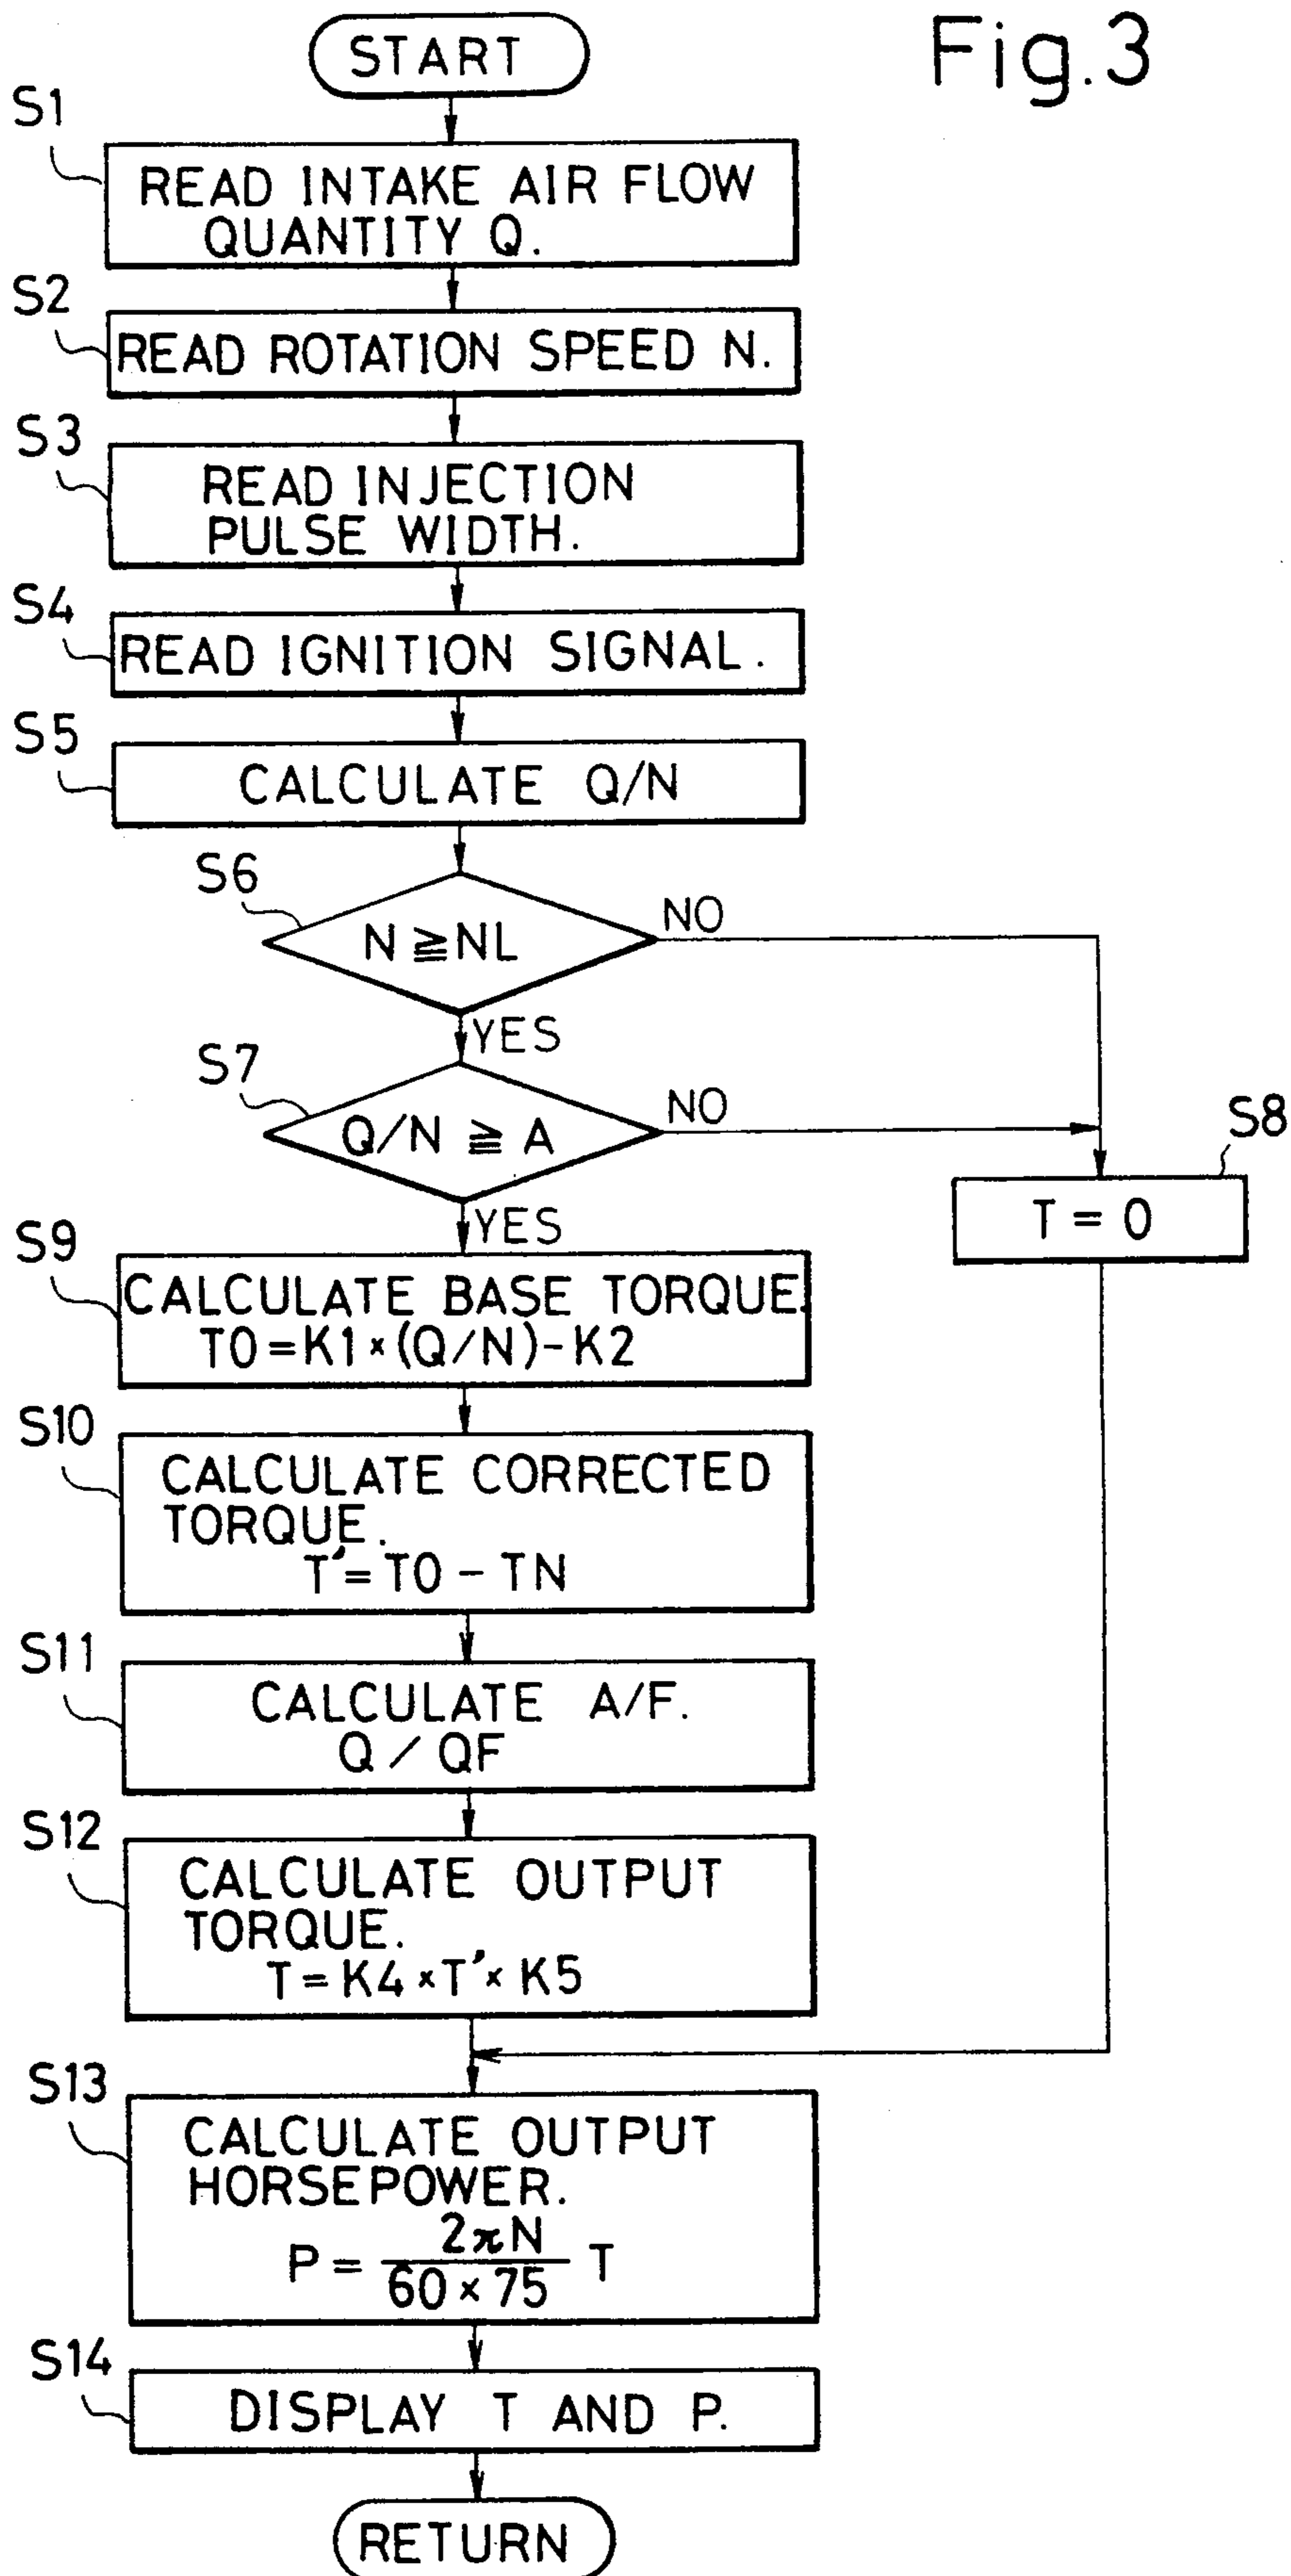 Fig.3
START
S1
READ INTAKE AIR FLOW
QUANTITY Q.
S2
READ ROTATION SPEED N.
S3
READ INJECTION
PULSE WIDTH.
S4
READ IGNITION SIGNAL.
S5
CALCULATE Q/N
S6
N ≧ NL
NO
YES
S7
Q/N ≧ A
NO
YES
S8
T = 0
S9
CALCULATE BASE TORQUE.
T0 = K1 × (Q/N) - K2
S10
CALCULATE CORRECTED
TORQUE.
T' = T0 - TN
S11
CALCULATE A/F.
Q / QF
S12
CALCULATE OUTPUT
TORQUE.
T = K4 × T' × K5
S13
CALCULATE OUTPUT
HORSEPOWER.
2πN
P = T
60 × 75
S14
DISPLAY T AND P.
RETURN